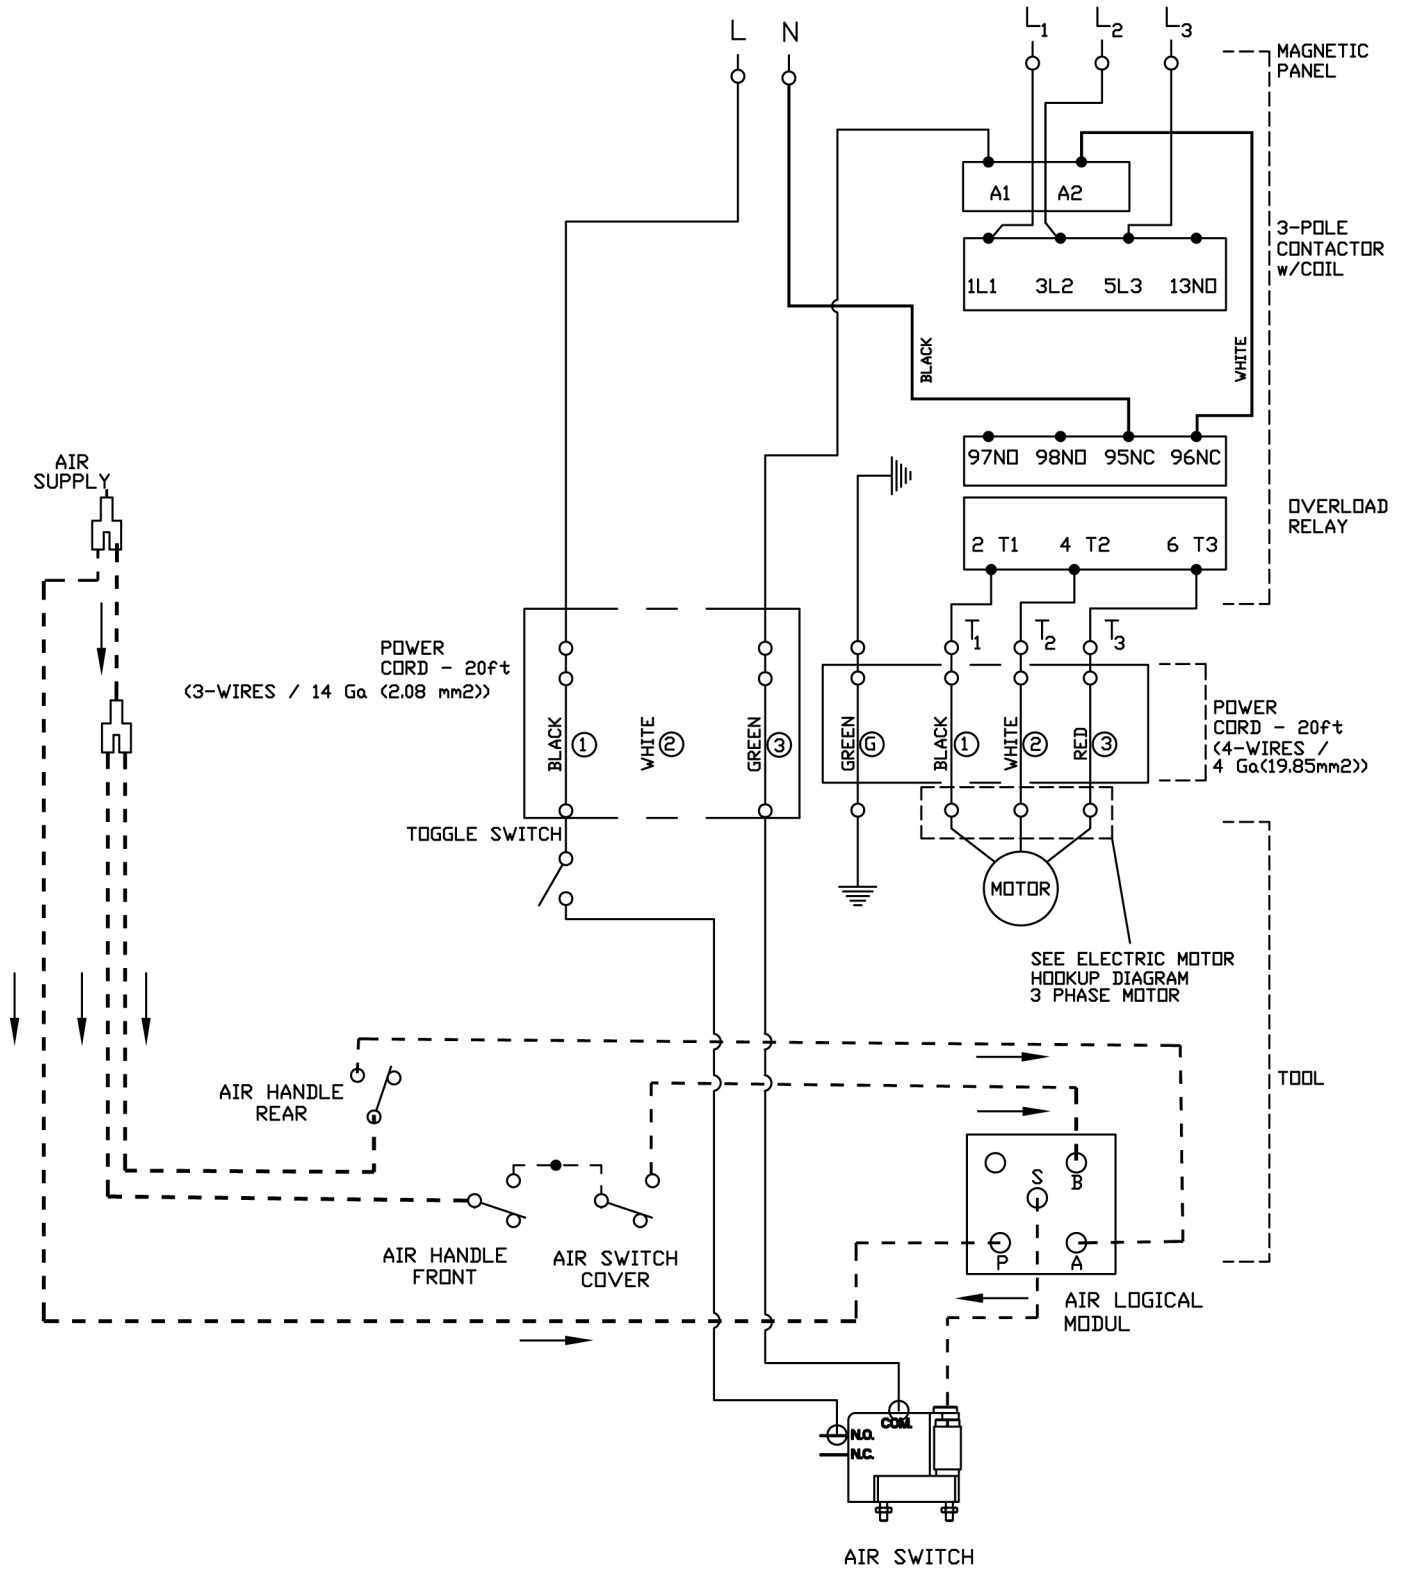 L N
L1 L2 L3
MAGNETIC
PANEL
A1 A2
3-POLE
CONTACTOR
w/COIL
1L1 3L2 5L3 13NO
BLACK
WHITE
97NO 98NO 95NC 96NC
AIR
SUPPLY
OVERLOAD
RELAY
2 T1 4 T2 6 T3
T1 T2 T3
POWER
CORD - 20ft
(3-WIRES / 14 Ga (2.08 mm2))
BLACK 1
WHITE 2
GREEN 3
GREEN G
BLACK 1
WHITE 2
RED 3
POWER
CORD - 20ft
(4-WIRES /
4 Ga(19.85mm2))
TOGGLE SWITCH
MOTOR
SEE ELECTRIC MOTOR
HOOKUP DIAGRAM
3 PHASE MOTOR
AIR HANDLE
REAR
TOOL
S B
P A
AIR HANDLE
FRONT
AIR SWITCH
COVER
AIR LOGICAL
MODUL
COM.
N.O.
N.C.
AIR SWITCH